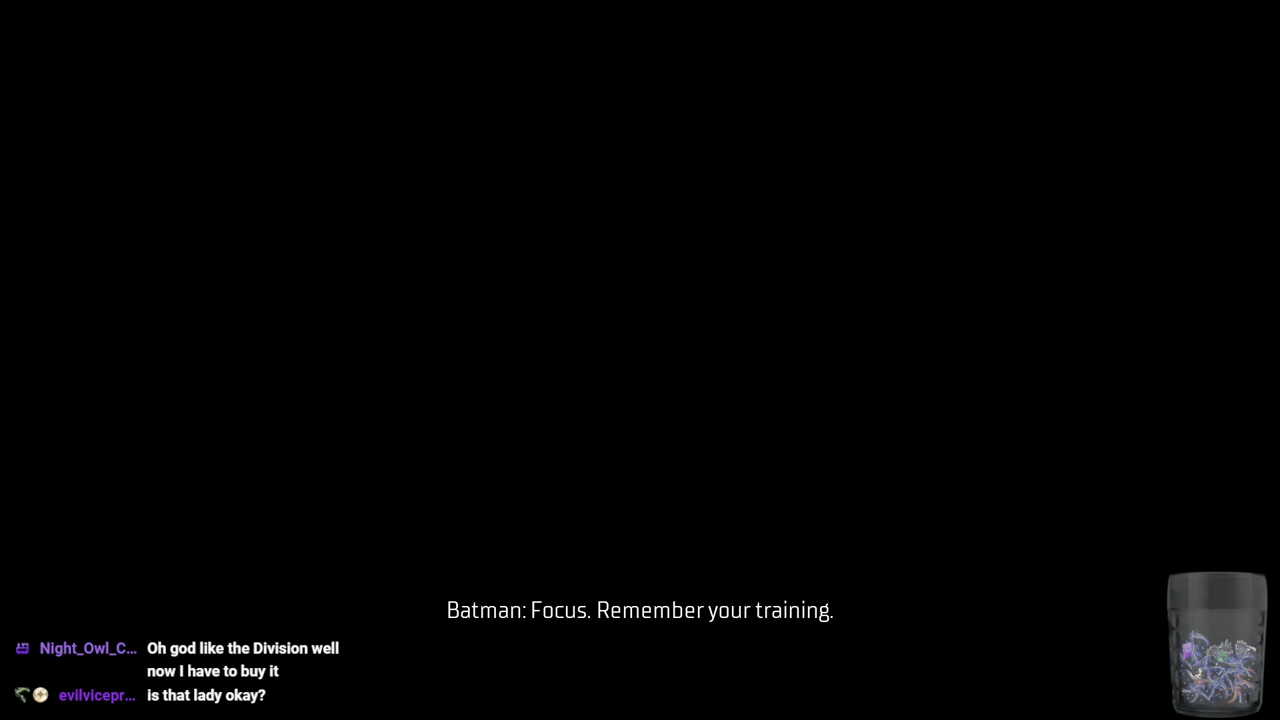 Batman: Focus. Remember your training.
Night_Owl_C... Oh god like the Division well
now I have to buy it
evilvicepr... is that lady okay?